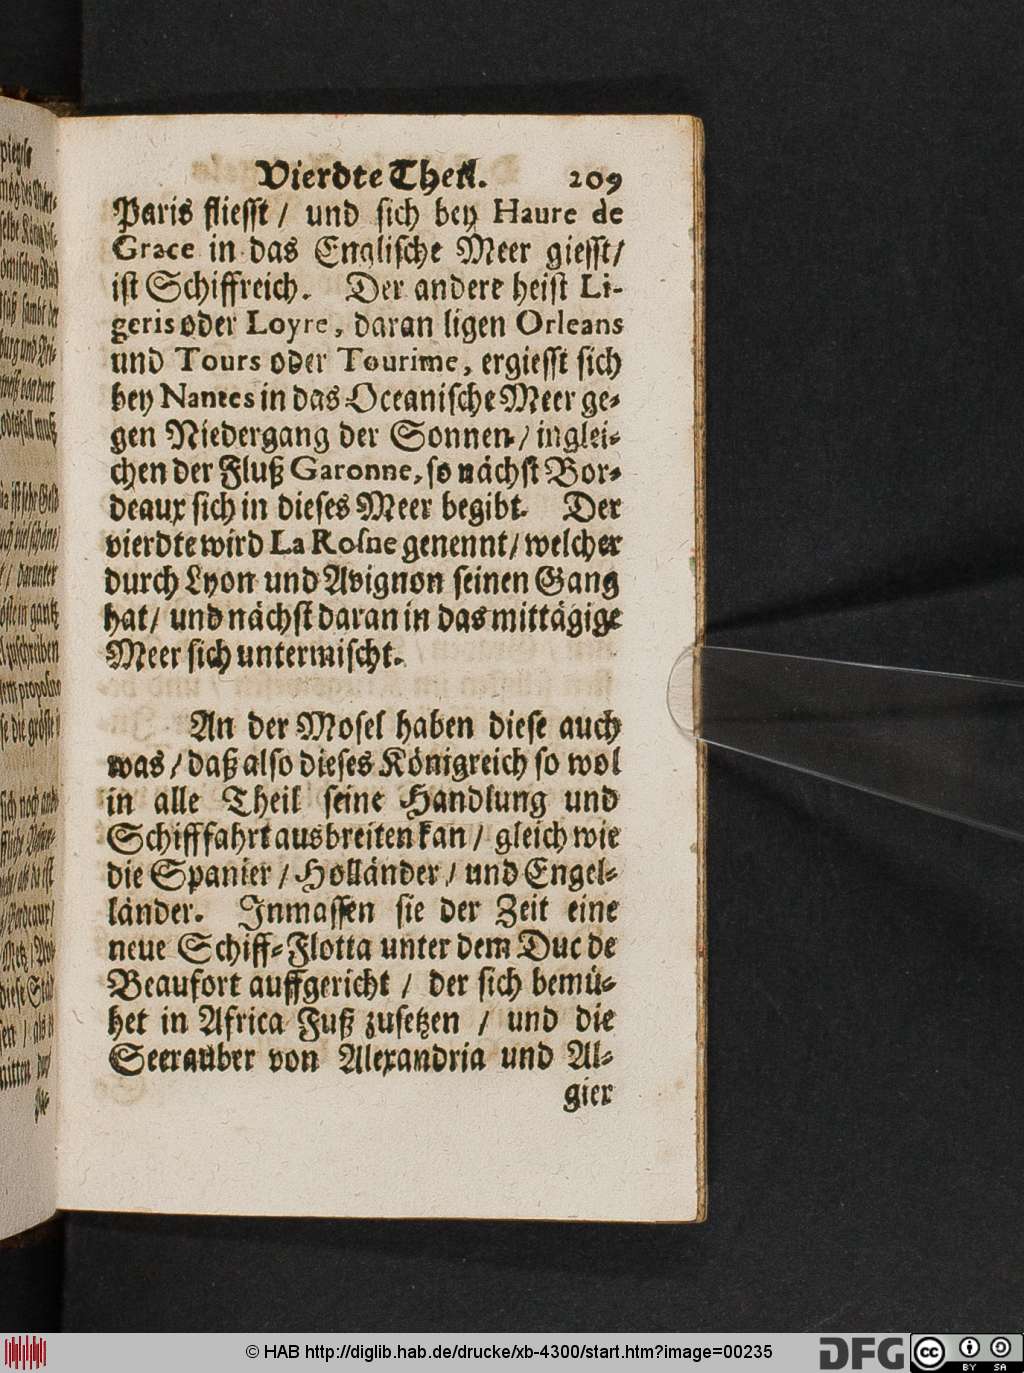 Vierdte Theil. 209
Paris fliesst / und sich bey Haure de
Grace in das Englische Meer giesst/
ist Schiffreich. Der andere heist Li-
geris oder Loyre, daran ligen Orleans
und Tours oder Tourime, ergiesst sich
bey Nantes in das Oceanische Meer ge-
gen Niedergang der Sonnen / inglei-
chen der Fluß Garonne, so nächst Bor-
deaux sich in dieses Meer begibt. Der
vierdte wird La Rosne genennt / welcher
durch Lyon und Avignon seinen Gang
hat / und nächst daran in das mittägige
Meer sich untermischt.
An der Mosel haben diese auch
was / daß also dieses Königreich so wol
in alle Theil seine Handlung und
Schifffahrt ausbreiten kan / gleich wie
die Spanier / Holländer / und Engel-
länder. Inmassen sie der Zeit eine
neue Schiff-Flotta unter dem Duc de
Beaufort auffgericht / der sich bemü-
het in Africa Fuß zusetzen / und die
Seerauber von Alexandria und Al-
gier
© HAB http://diglib.hab.de/drucke/xb-4300/start.htm?image=00235
DFG
cc BY SA